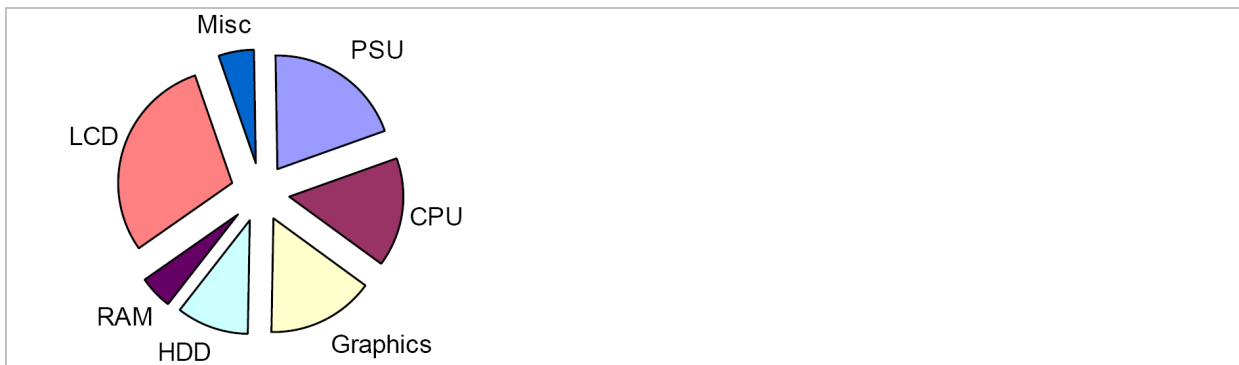 Misc
PSU
LCD
CPU
RAM
HDD
Graphics